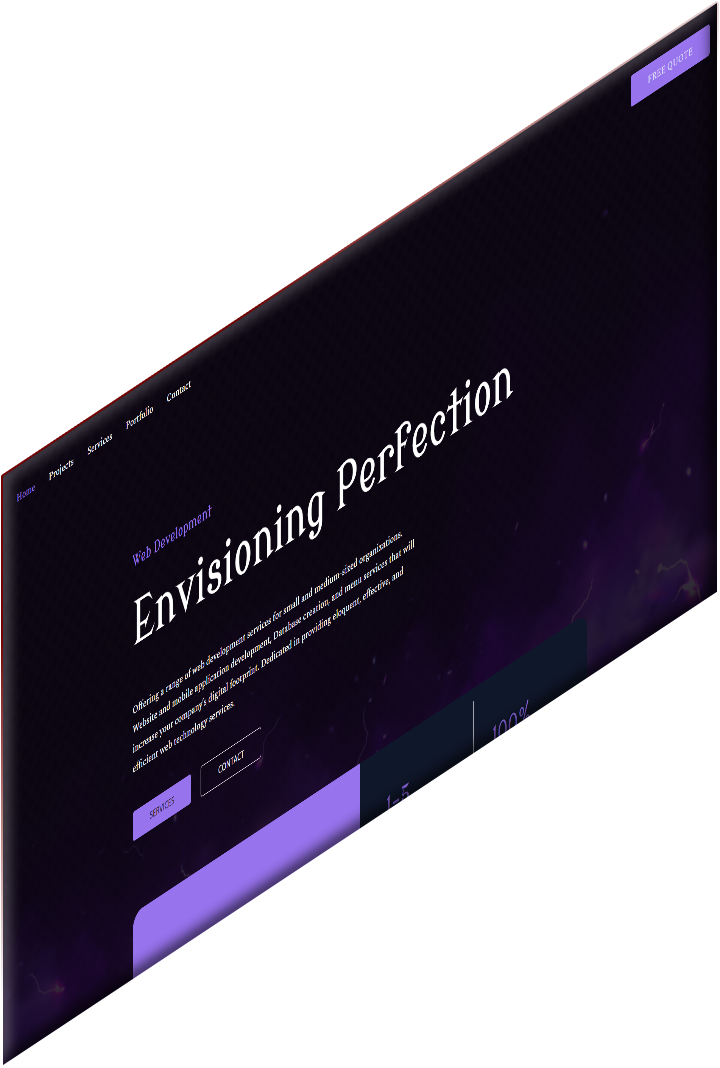 FREE QUOTE
Home Projects Services Portfolio Contact
Web Development
Envisioning Perfection
Offering a range of web development services for small and medium-sized organizations.
Website and mobile application development, Database creation, and menu services that will
increase your company's digital footprint. Dedicated in providing eloquent, effective, and
efficient web technology services.
SERVICES CONTACT
1-5 100%